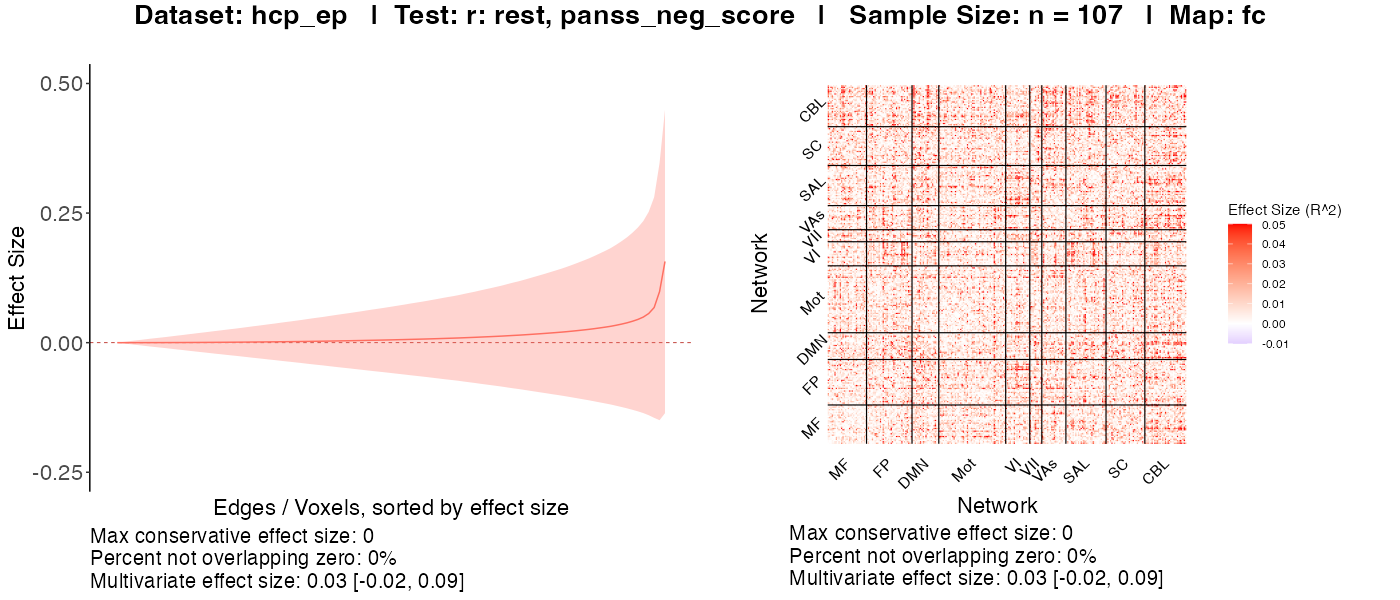 Dataset: hcp_ep | Test: r: rest, panss_neg_score | Sample Size: n = 107 | Map: fc
Effect Size
0.50
0.25
0.00
-0.25
Edges / Voxels, sorted by effect size
Max conservative effect size: 0
Percent not overlapping zero: 0%
Multivariate effect size: 0.03 [-0.02, 0.09]
Network
CBL
SC
SAL
VAs
VII
VI
Mot
DMN
FP
MF
MF
FP
DMN
Mot
VI
VII
VAs
SAL
SC
CBL
Network
Max conservative effect size: 0
Percent not overlapping zero: 0%
Multivariate effect size: 0.03 [-0.02, 0.09]
Effect Size (R^2)
0.05
0.04
0.03
0.02
0.01
0.00
-0.01